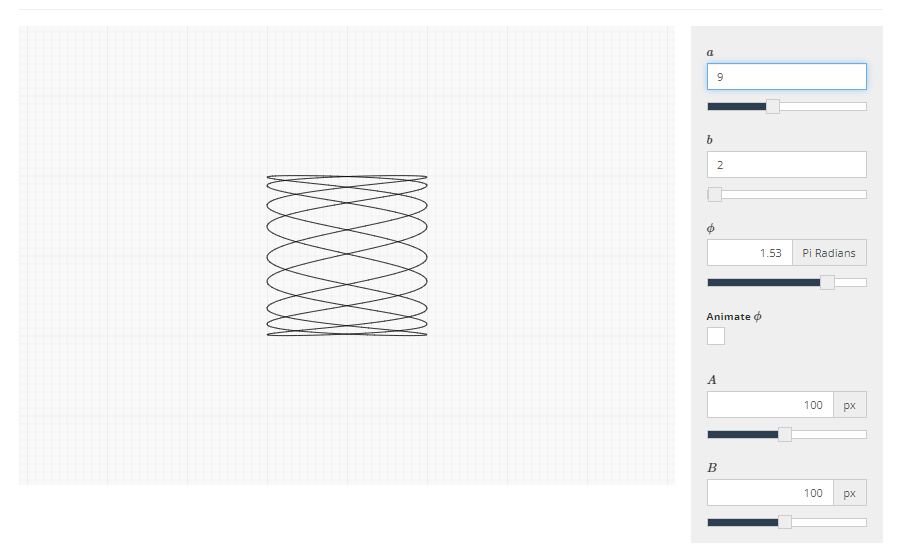 a
9
b
2
ϕ
1.53 Pi Radians
Animate ϕ
A
100 px
B
100 px